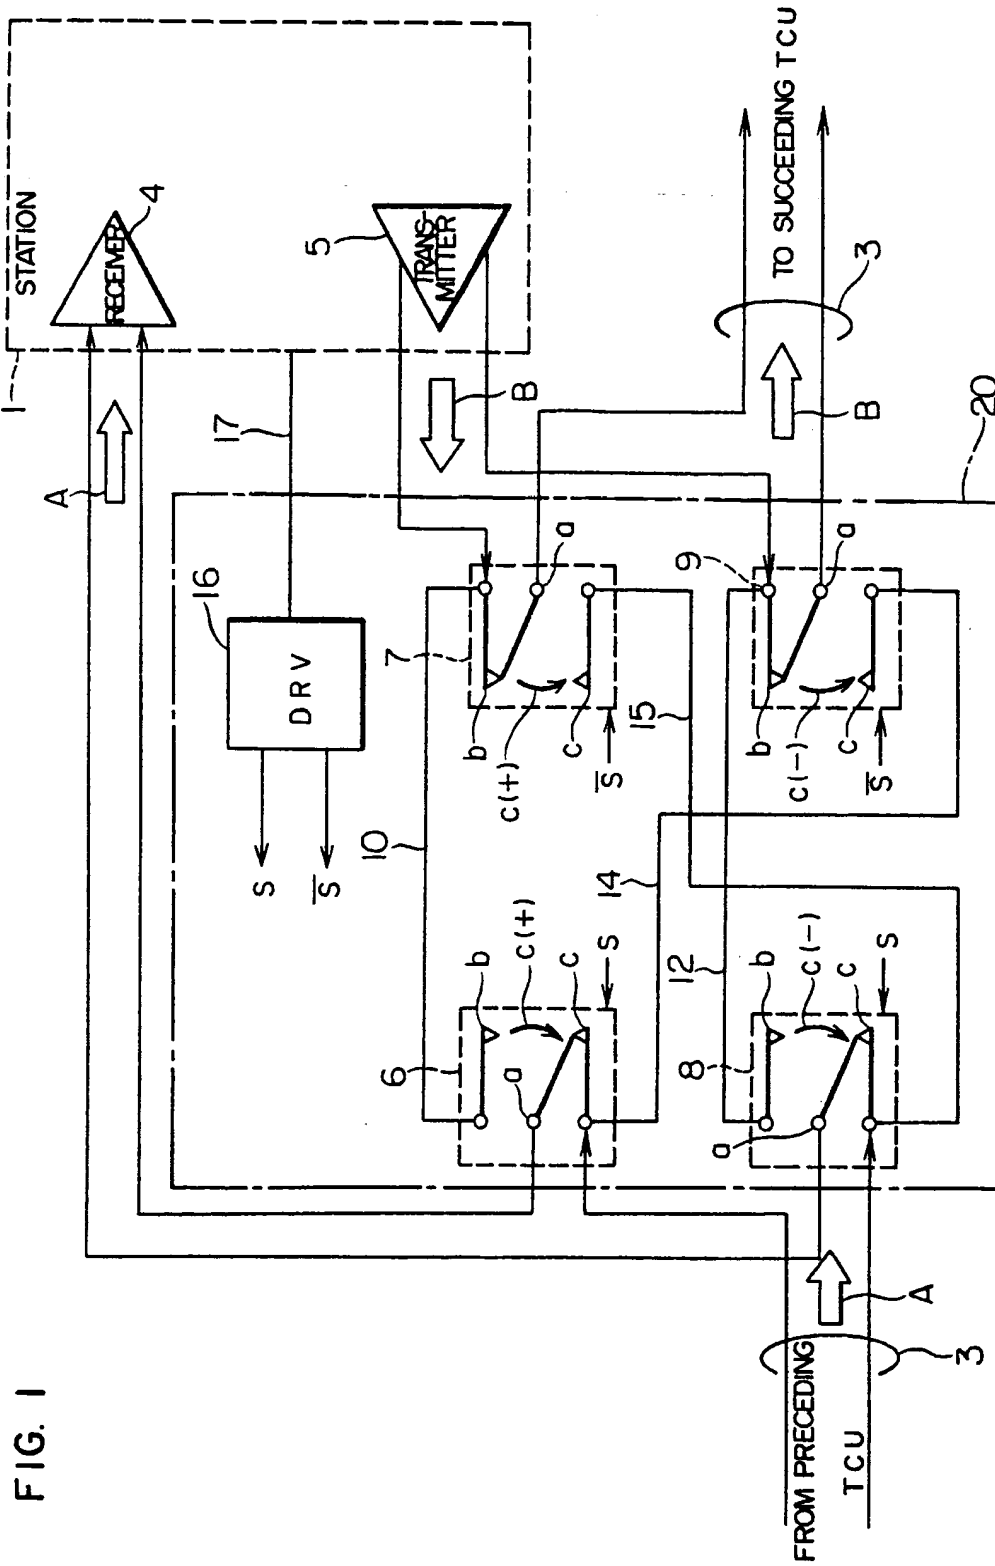 FIG. 1
STATION
1
RECEIVER
4
5
TRANS-
MITTER
A
17
B
16
DRV
S
S̅
10
7
a
b
c(+)
c
S̅
15
TO SUCCEEDING TCU
3
B
20
9
a
b
c(-)
c
S̅
6
b
c(+)
a
c
S
14
12
8
b
c(-)
a
c
S
A
3
FROM PRECEDING
TCU